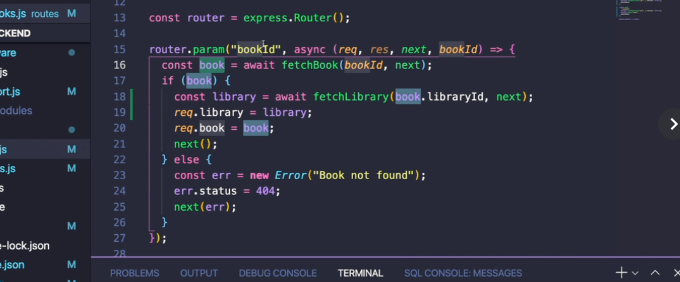 oks.js routes M
CKEND
are
.js
ort.js M
odules
.js M
s.js M
s
e
M
e-lock.json
e.json M
12
13 const router = express.Router();
14
15 router.param("bookId", async (req, res, next, bookId) => {
16 const book = await fetchBook(bookId, next);
17 if (book) {
18 const library = await fetchLibrary(book.libraryId, next);
19 req.library = library;
20 req.book = book;
21 next();
22 } else {
23 const err = new Error("Book not found");
24 err.status = 404;
25 next(err);
26 }
27 });
28
PROBLEMS OUTPUT DEBUG CONSOLE TERMINAL SQL CONSOLE: MESSAGES